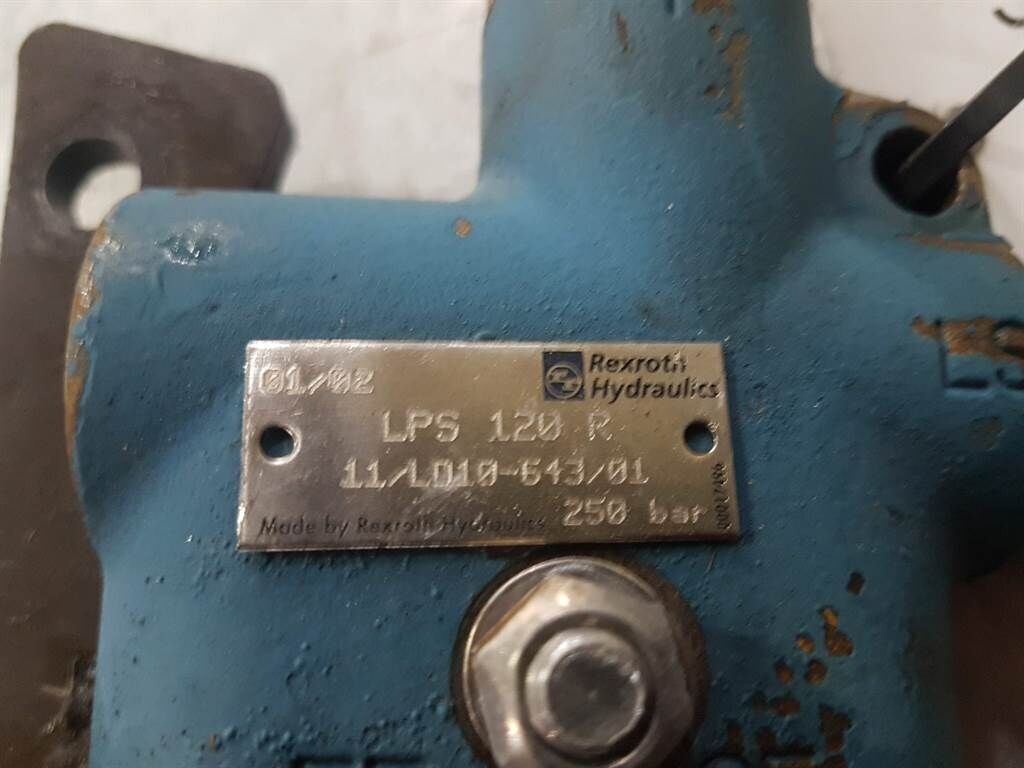 01/02
Rexroth
Hydraulics
LPS 120 R
11/LD10-643/01
250 bar
Made by Rexroth Hydraulics